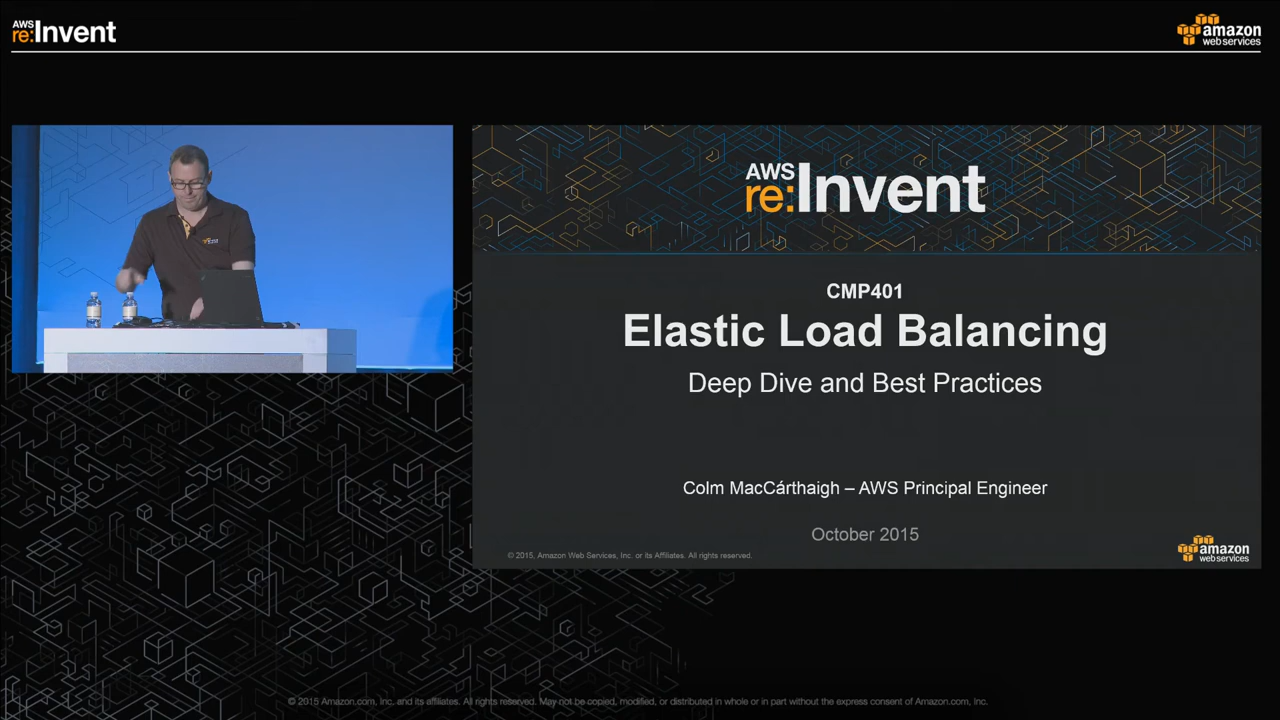 AWS
re:Invent
amazon
web services
AWS
re:Invent
CMP401
Elastic Load Balancing
Deep Dive and Best Practices
Colm MacCárthaigh – AWS Principal Engineer
October 2015
© 2015, Amazon Web Services, Inc. or its Affiliates. All rights reserved.
amazon
web services
© 2015 Amazon.com, Inc. and its affiliates. All rights reserved. May not be copied, modified, or distributed in whole or in part without the express consent of Amazon.com, Inc.